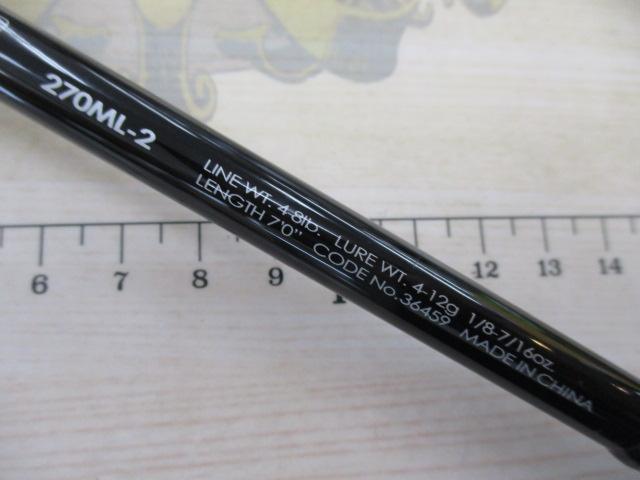 270ML-2
LINE WT. 4-8lb. LURE WT. 4-12g 1/8-7/16oz.
LENGTH 7'0" CODE No.36459 MADE IN CHINA
6 7 8 9 12 13 14